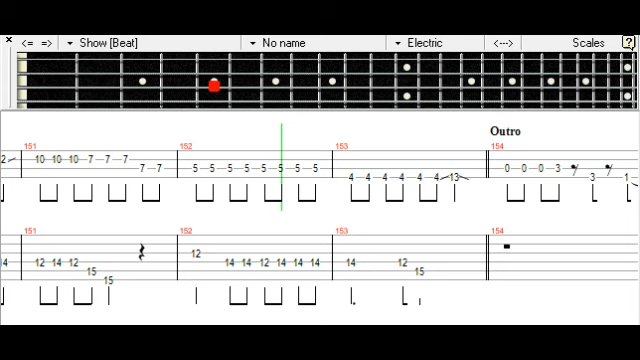 <= => Show [Beat] No name Electric <---> Scales ?
Outro
151 152 153 154
2 10 10 10 7 7 7 7 7 5 5 5 5 5 5 5 5 4 4 4 4 4 4 13 0 0 0 3 3 1
151 152 153 154
14 12 14 12 15 15 12 14 14 12 14 14 14 14 12 15